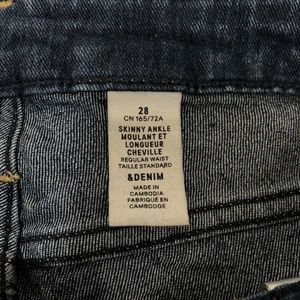 28
CN 165/72A
SKINNY ANKLE
MOULANT ET
LONGUEUR
CHEVILLE
REGULAR WAIST
TAILLE STANDARD
&DENIM
MADE IN
CAMBODIA
FABRIQUÉ EN
CAMBODGE